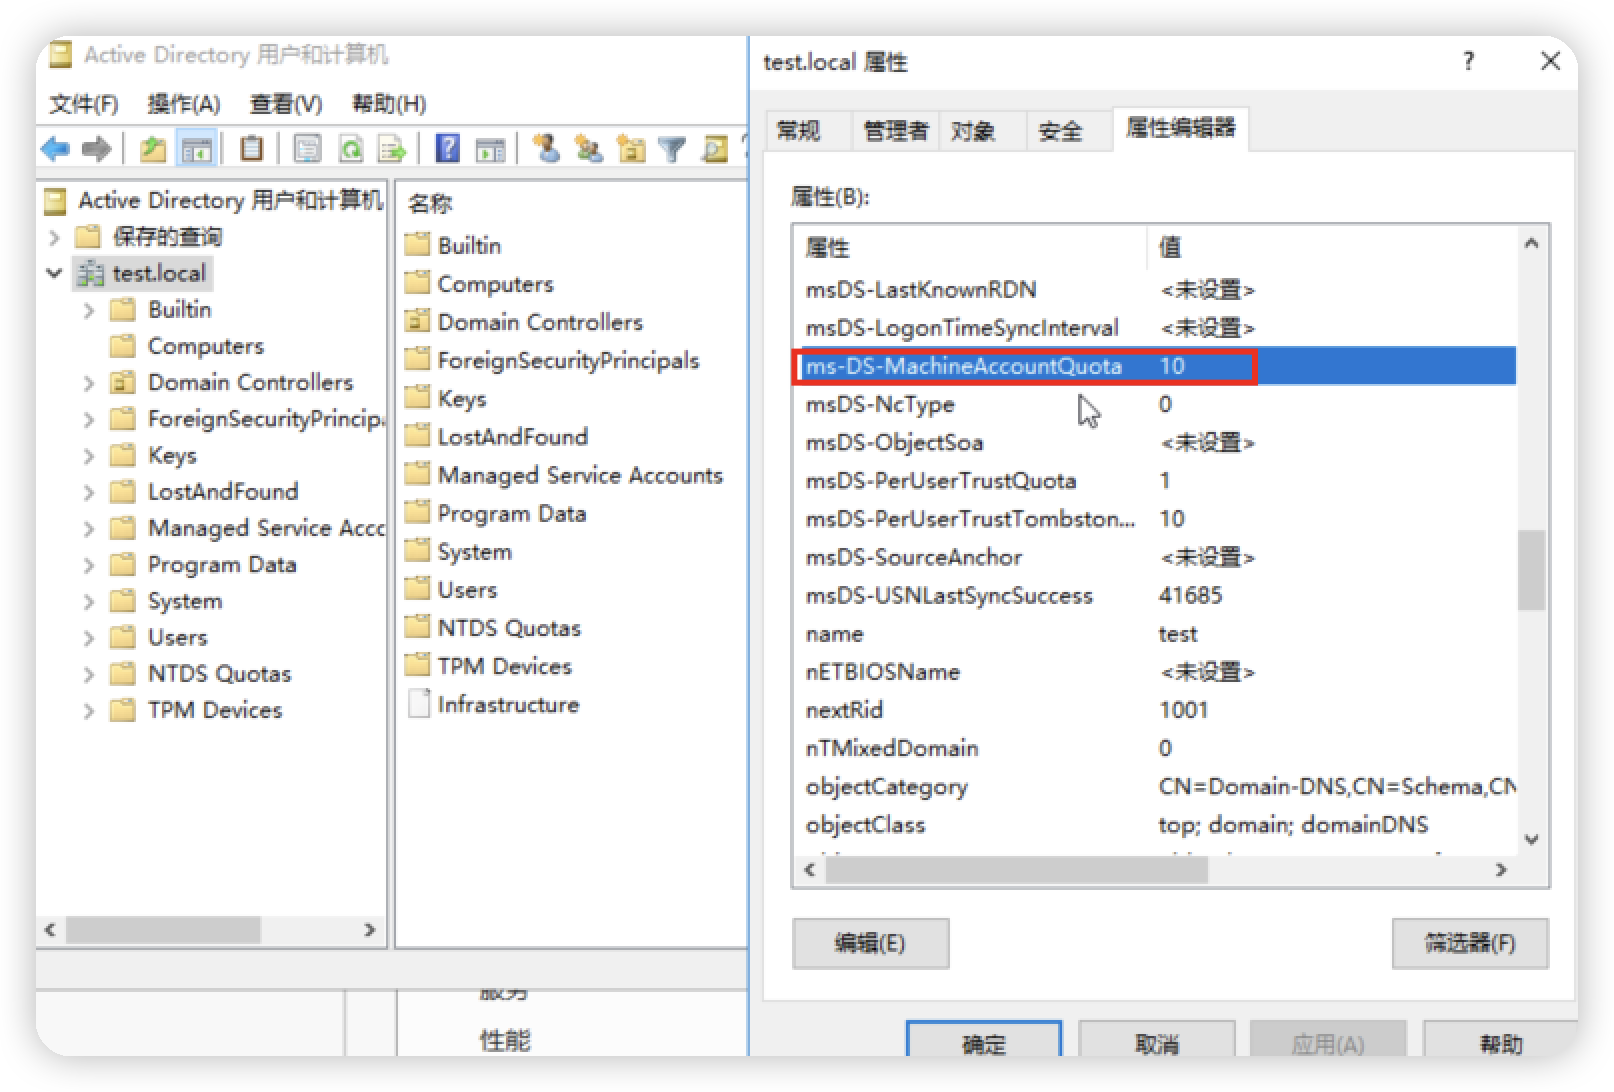 Active Directory 用户和计算机
文件(F) 操作(A) 查看(V) 帮助(H)
Active Directory 用户和计算机
保存的查询
test.local
Builtin
Computers
Domain Controllers
ForeignSecurityPrincip
Keys
LostAndFound
Managed Service Acc
Program Data
System
Users
NTDS Quotas
TPM Devices
名称
Builtin
Computers
Domain Controllers
ForeignSecurityPrincipals
Keys
LostAndFound
Managed Service Accounts
Program Data
System
Users
NTDS Quotas
TPM Devices
Infrastructure
服务
性能
test.local 属性
常规 管理者 对象 安全 属性编辑器
属性(B):
属性 值
msDS-LastKnownRDN <未设置>
msDS-LogonTimeSyncInterval <未设置>
ms-DS-MachineAccountQuota 10
msDS-NcType 0
msDS-ObjectSoa <未设置>
msDS-PerUserTrustQuota 1
msDS-PerUserTrustTombston... 10
msDS-SourceAnchor <未设置>
msDS-USNLastSyncSuccess 41685
name test
nETBIOSName <未设置>
nextRid 1001
nTMixedDomain 0
objectCategory CN=Domain-DNS,CN=Schema,CN
objectClass top; domain; domainDNS
编辑(E) 筛选器(F)
确定 取消 应用(A) 帮助